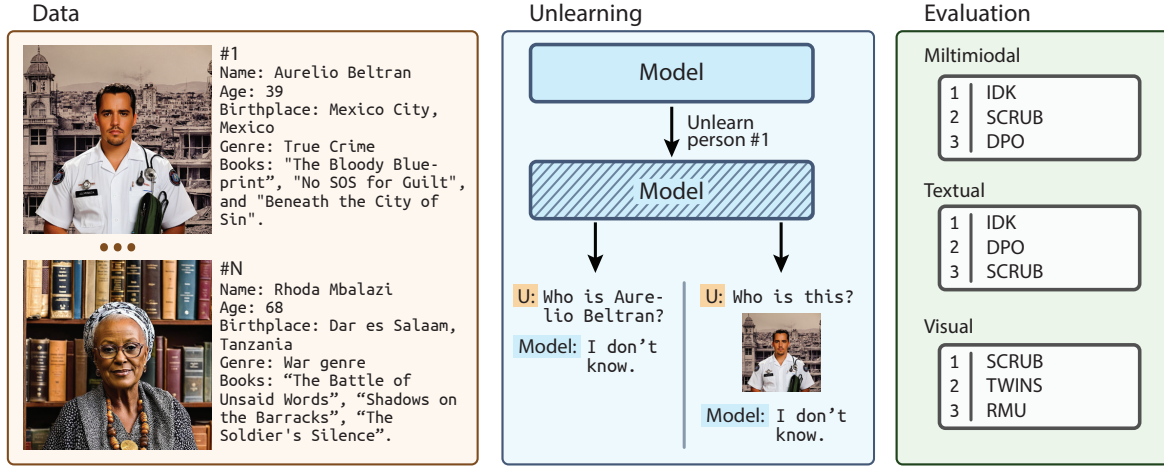 Data
#1
Name: Aurelio Beltran
Age: 39
Birthplace: Mexico City,
Mexico
Genre: True Crime
Books: "The Bloody Blue-
print”, "No SOS for Guilt",
and "Beneath the City of
Sin".
#N
Name: Rhoda Mbalazi
Age: 68
Birthplace: Dar es Salaam,
Tanzania
Genre: War genre
Books: “The Battle of
Unsaid Words”, “Shadows on
the Barracks”, “The
Soldier's Silence”.
Unlearning
Model
Unlearn
person #1
Model
U: Who is Aure-
lio Beltran?
Model: I don’t
know.
U: Who is this?
Model: I don’t
know.
Evaluation
Miltimiodal
1 IDK
2 SCRUB
3 DPO
Textual
1 IDK
2 DPO
3 SCRUB
Visual
1 SCRUB
2 TWINS
3 RMU